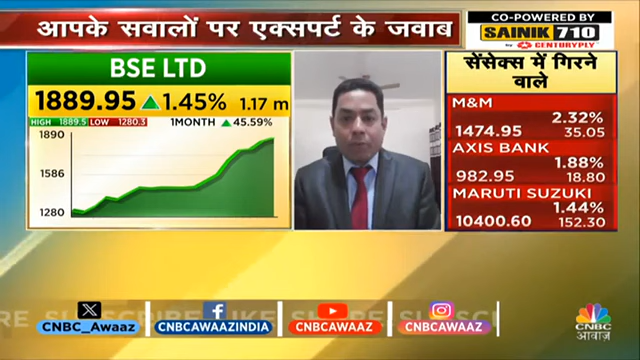 आपके सवालों पर एक्सपर्ट के जवाब
CO-POWERED BY
SAINIK 710
by CENTURYPLY
BSE LTD
1889.95 ▲ 1.45% 1.17 m
HIGH 1889.5 LOW 1280.3 1MONTH ▲ 45.59%
1890
1586
1280
सेंसेक्स में गिरने
वाले
M&M
2.32%
1474.95 35.05
AXIS BANK
1.88%
982.95 18.80
MARUTI SUZUKI
1.44%
10400.60 152.30
CNBC_Awaaz
CNBCAWAAZINDIA
CNBCAWAAZ
CNBCAWAAZ
CNBC
आवाज़